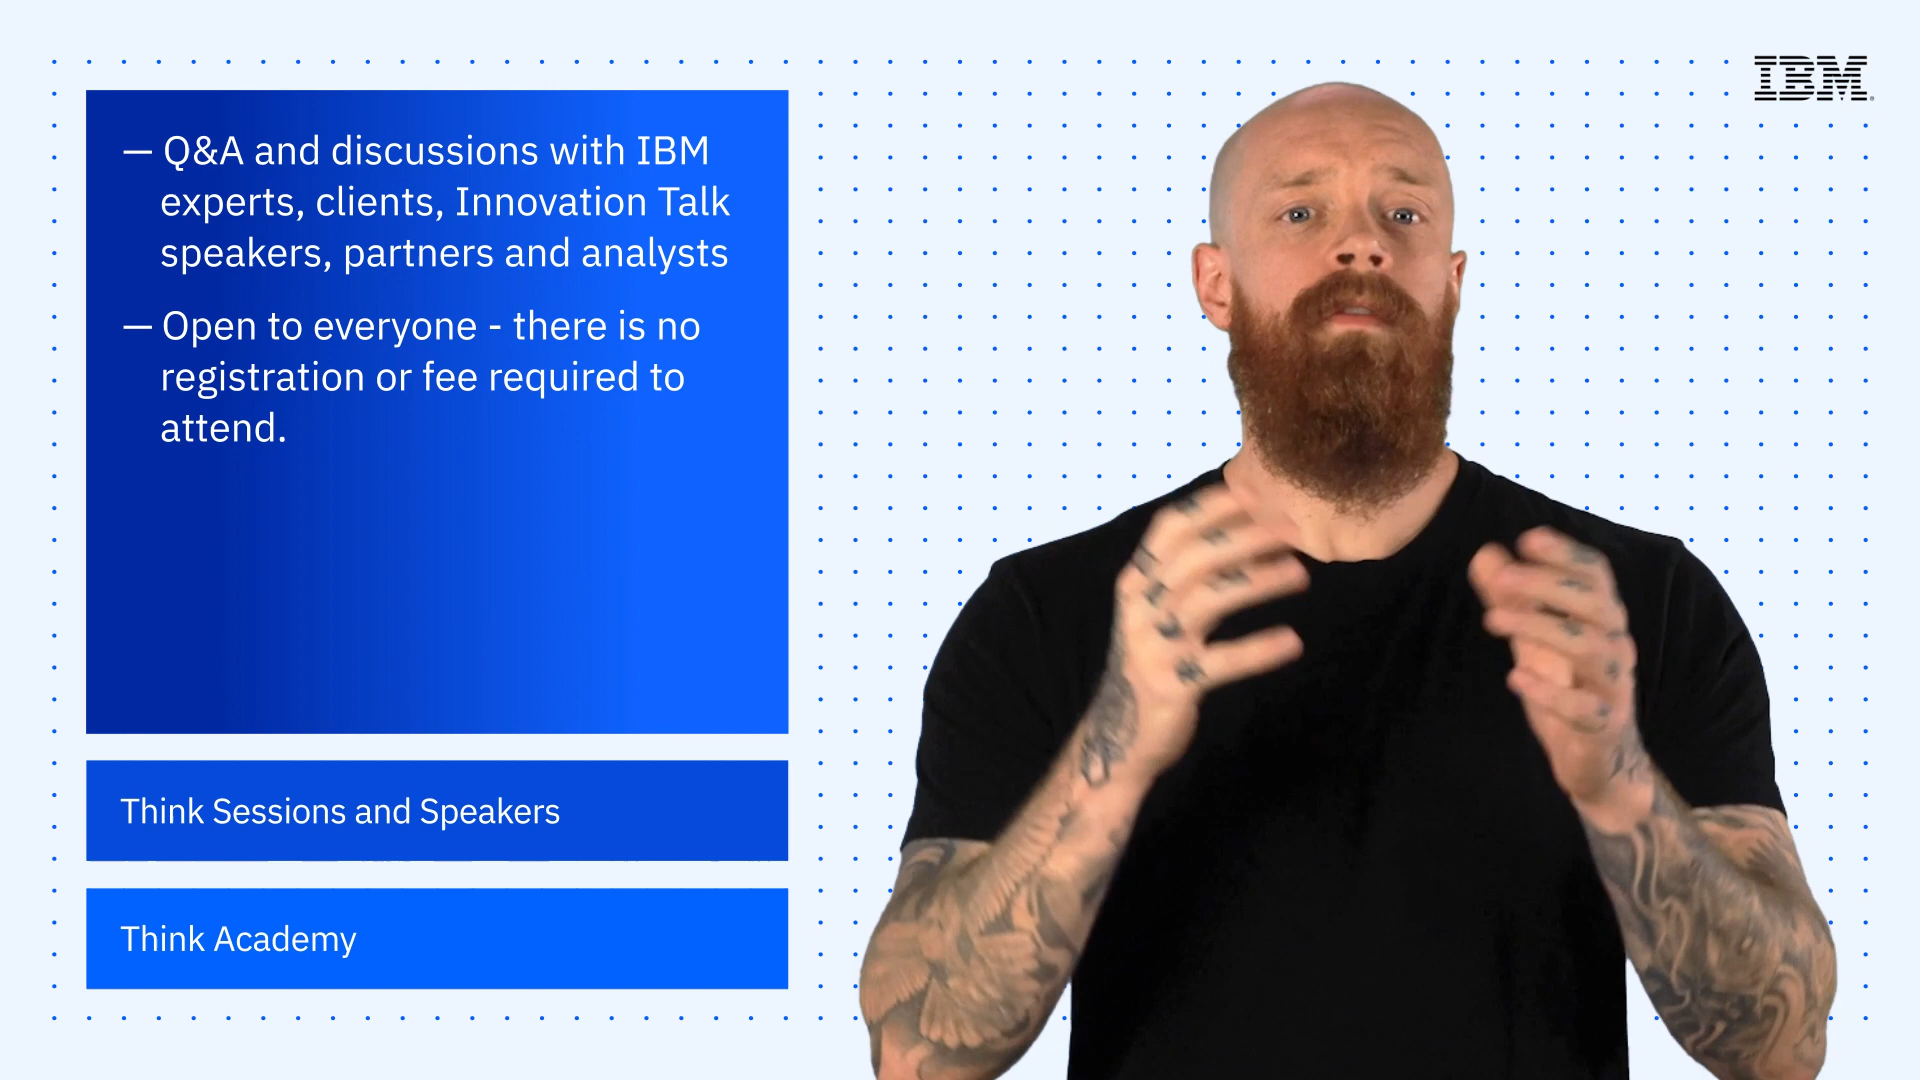 IBM
— Q&A and discussions with IBM
experts, clients, Innovation Talk
speakers, partners and analysts
— Open to everyone - there is no
registration or fee required to
attend.
Think Sessions and Speakers
Think Academy